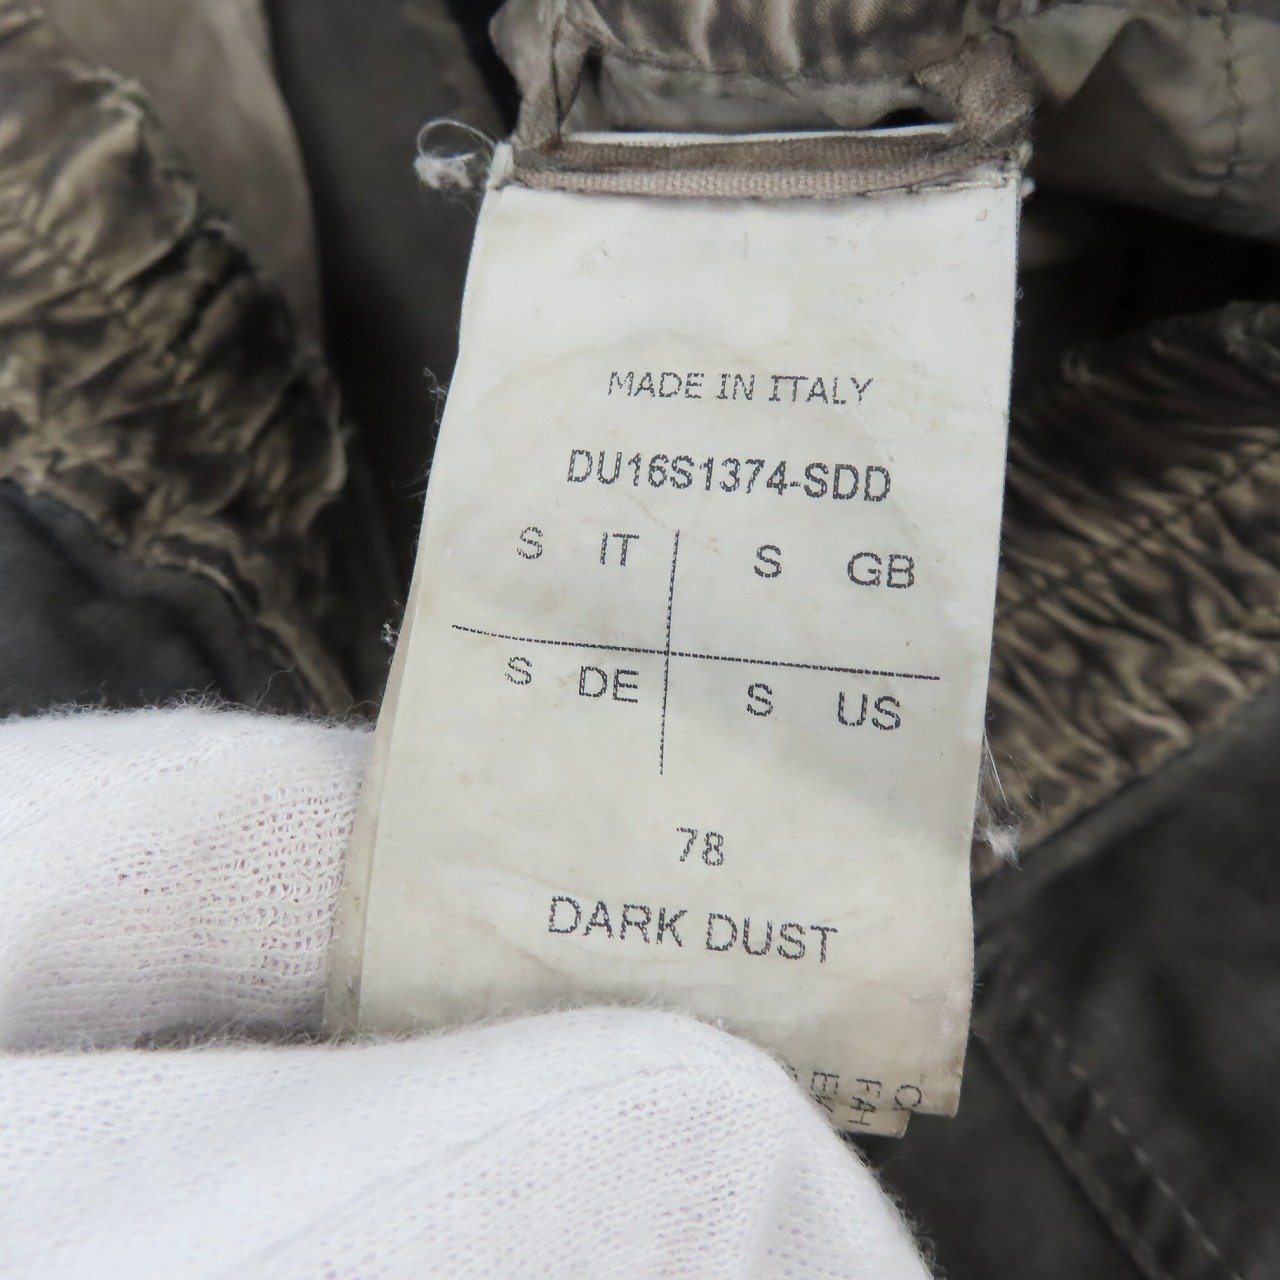 MADE IN ITALY
DU16S1374-SDD
S IT S GB
S DE S US
78
DARK DUST